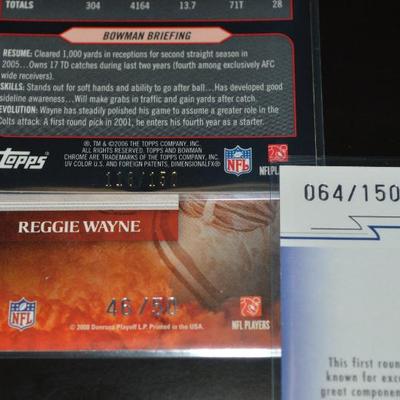 TOTALS 304 4164 13.7 71T 28
BOWMAN BRIEFING
RESUME: Cleared 1,000 yards in receptions for second straight season in
2005...Owns 17 TD catches during last two years (fourth among exclusively AFC
wide receivers).
SKILLS: Stands out for soft hands and ability to go after ball...Has developed good
sideline awareness...Will make grabs in traffic and gain yards after catch.
EVOLUTION: Wayne has steadily polished his game to assume a greater role in the
Colts attack. A first round pick in 2001, he enters his fourth year as a starter.
Topps
®, TM & ©2006 THE TOPPS COMPANY, INC.
ALL RIGHTS RESERVED. TOPPS AND BOWMAN
CHROME ARE TRADEMARKS OF THE TOPPS COMPANY, INC.
UV COLOR U.S. AND FOREIGN PATENTS, DIMENSIONALFX®
NFL
NFL PLAYERS
/150
064/150
REGGIE WAYNE
46/50
NFL
© 2008 Donruss Playoff L.P. Printed in the USA.
NFL PLAYERS
This first roun
known for exce
great componen